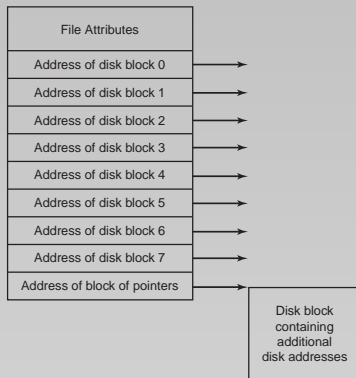 File Attributes
Address of disk block 0
Address of disk block 1
Address of disk block 2
Address of disk block 3
Address of disk block 4
Address of disk block 5
Address of disk block 6
Address of disk block 7
Address of block of pointers
Disk block
containing
additional
disk addresses